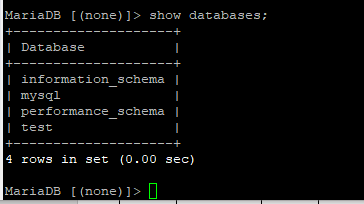 MariaDB [(none)]> show databases;
+--------------------+
| Database           |
+--------------------+
| information_schema |
| mysql              |
| performance_schema |
| test               |
+--------------------+
4 rows in set (0.00 sec)
MariaDB [(none)]>